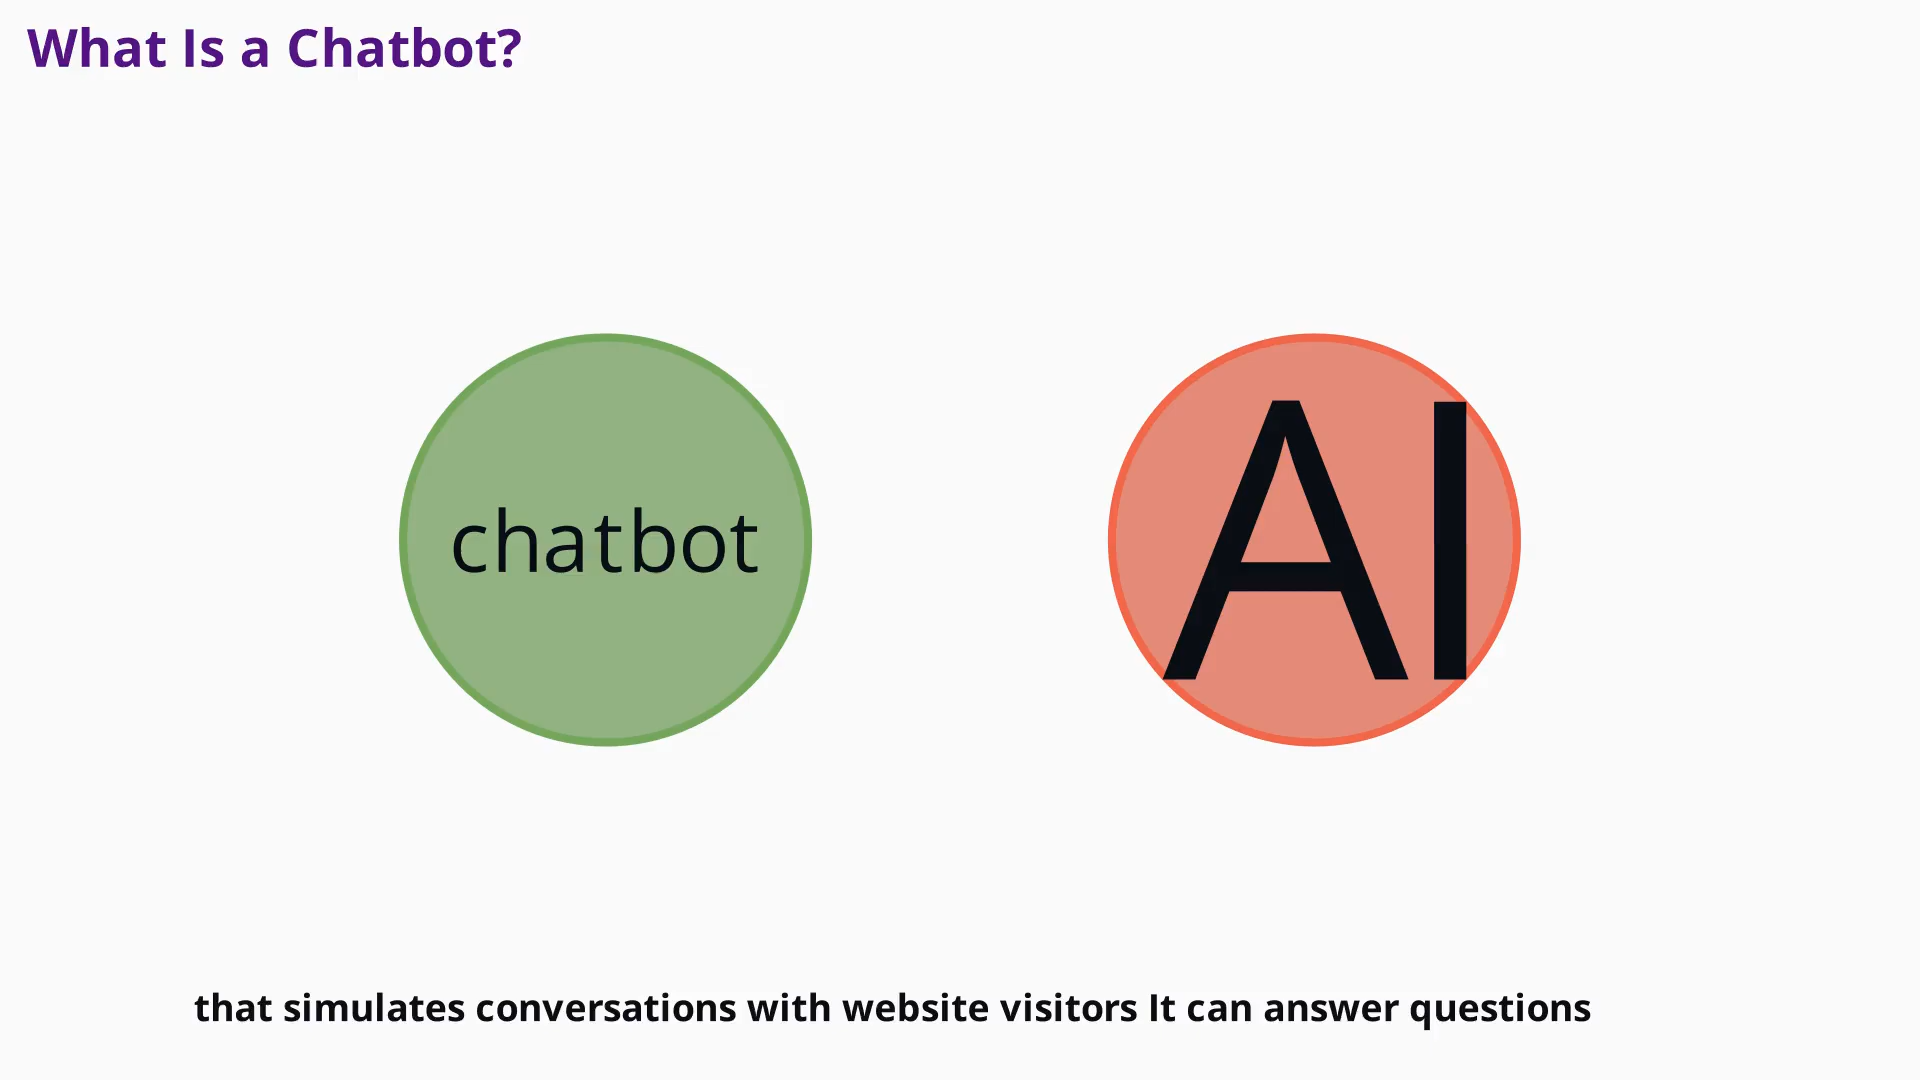 What Is a Chatbot?
chatbot
AI
that simulates conversations with website visitors It can answer questions